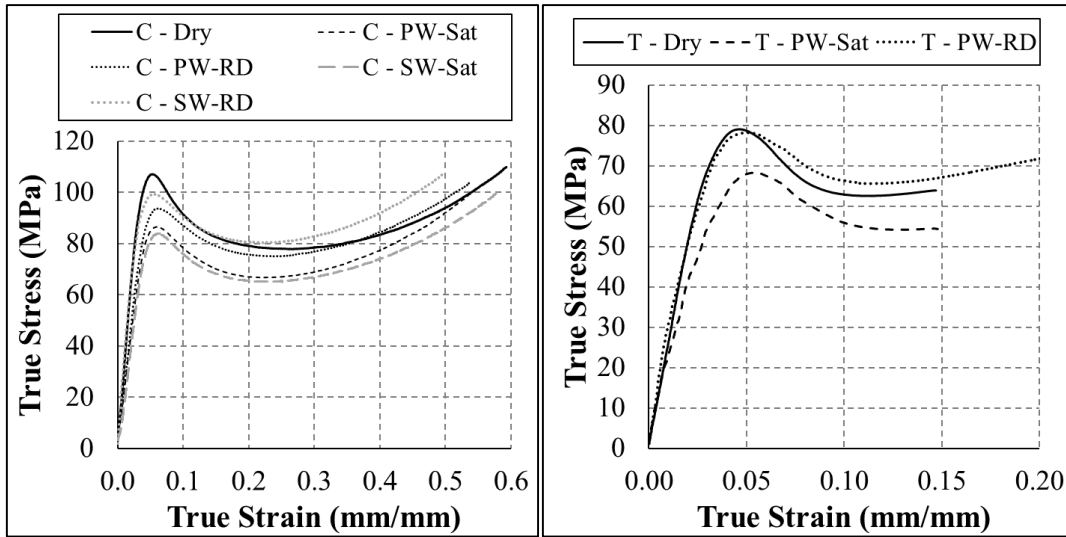 C - Dry C - PW-Sat
C - PW-RD C - SW-Sat
C - SW-RD
120
100
80
60
40
20
0
0.0 0.1 0.2 0.3 0.4 0.5 0.6
True Stress (MPa)
True Strain (mm/mm)
T - Dry T - PW-Sat T - PW-RD
90
80
70
60
50
40
30
20
10
0
0.00 0.05 0.10 0.15 0.20
True Stress (MPa)
True Strain (mm/mm)